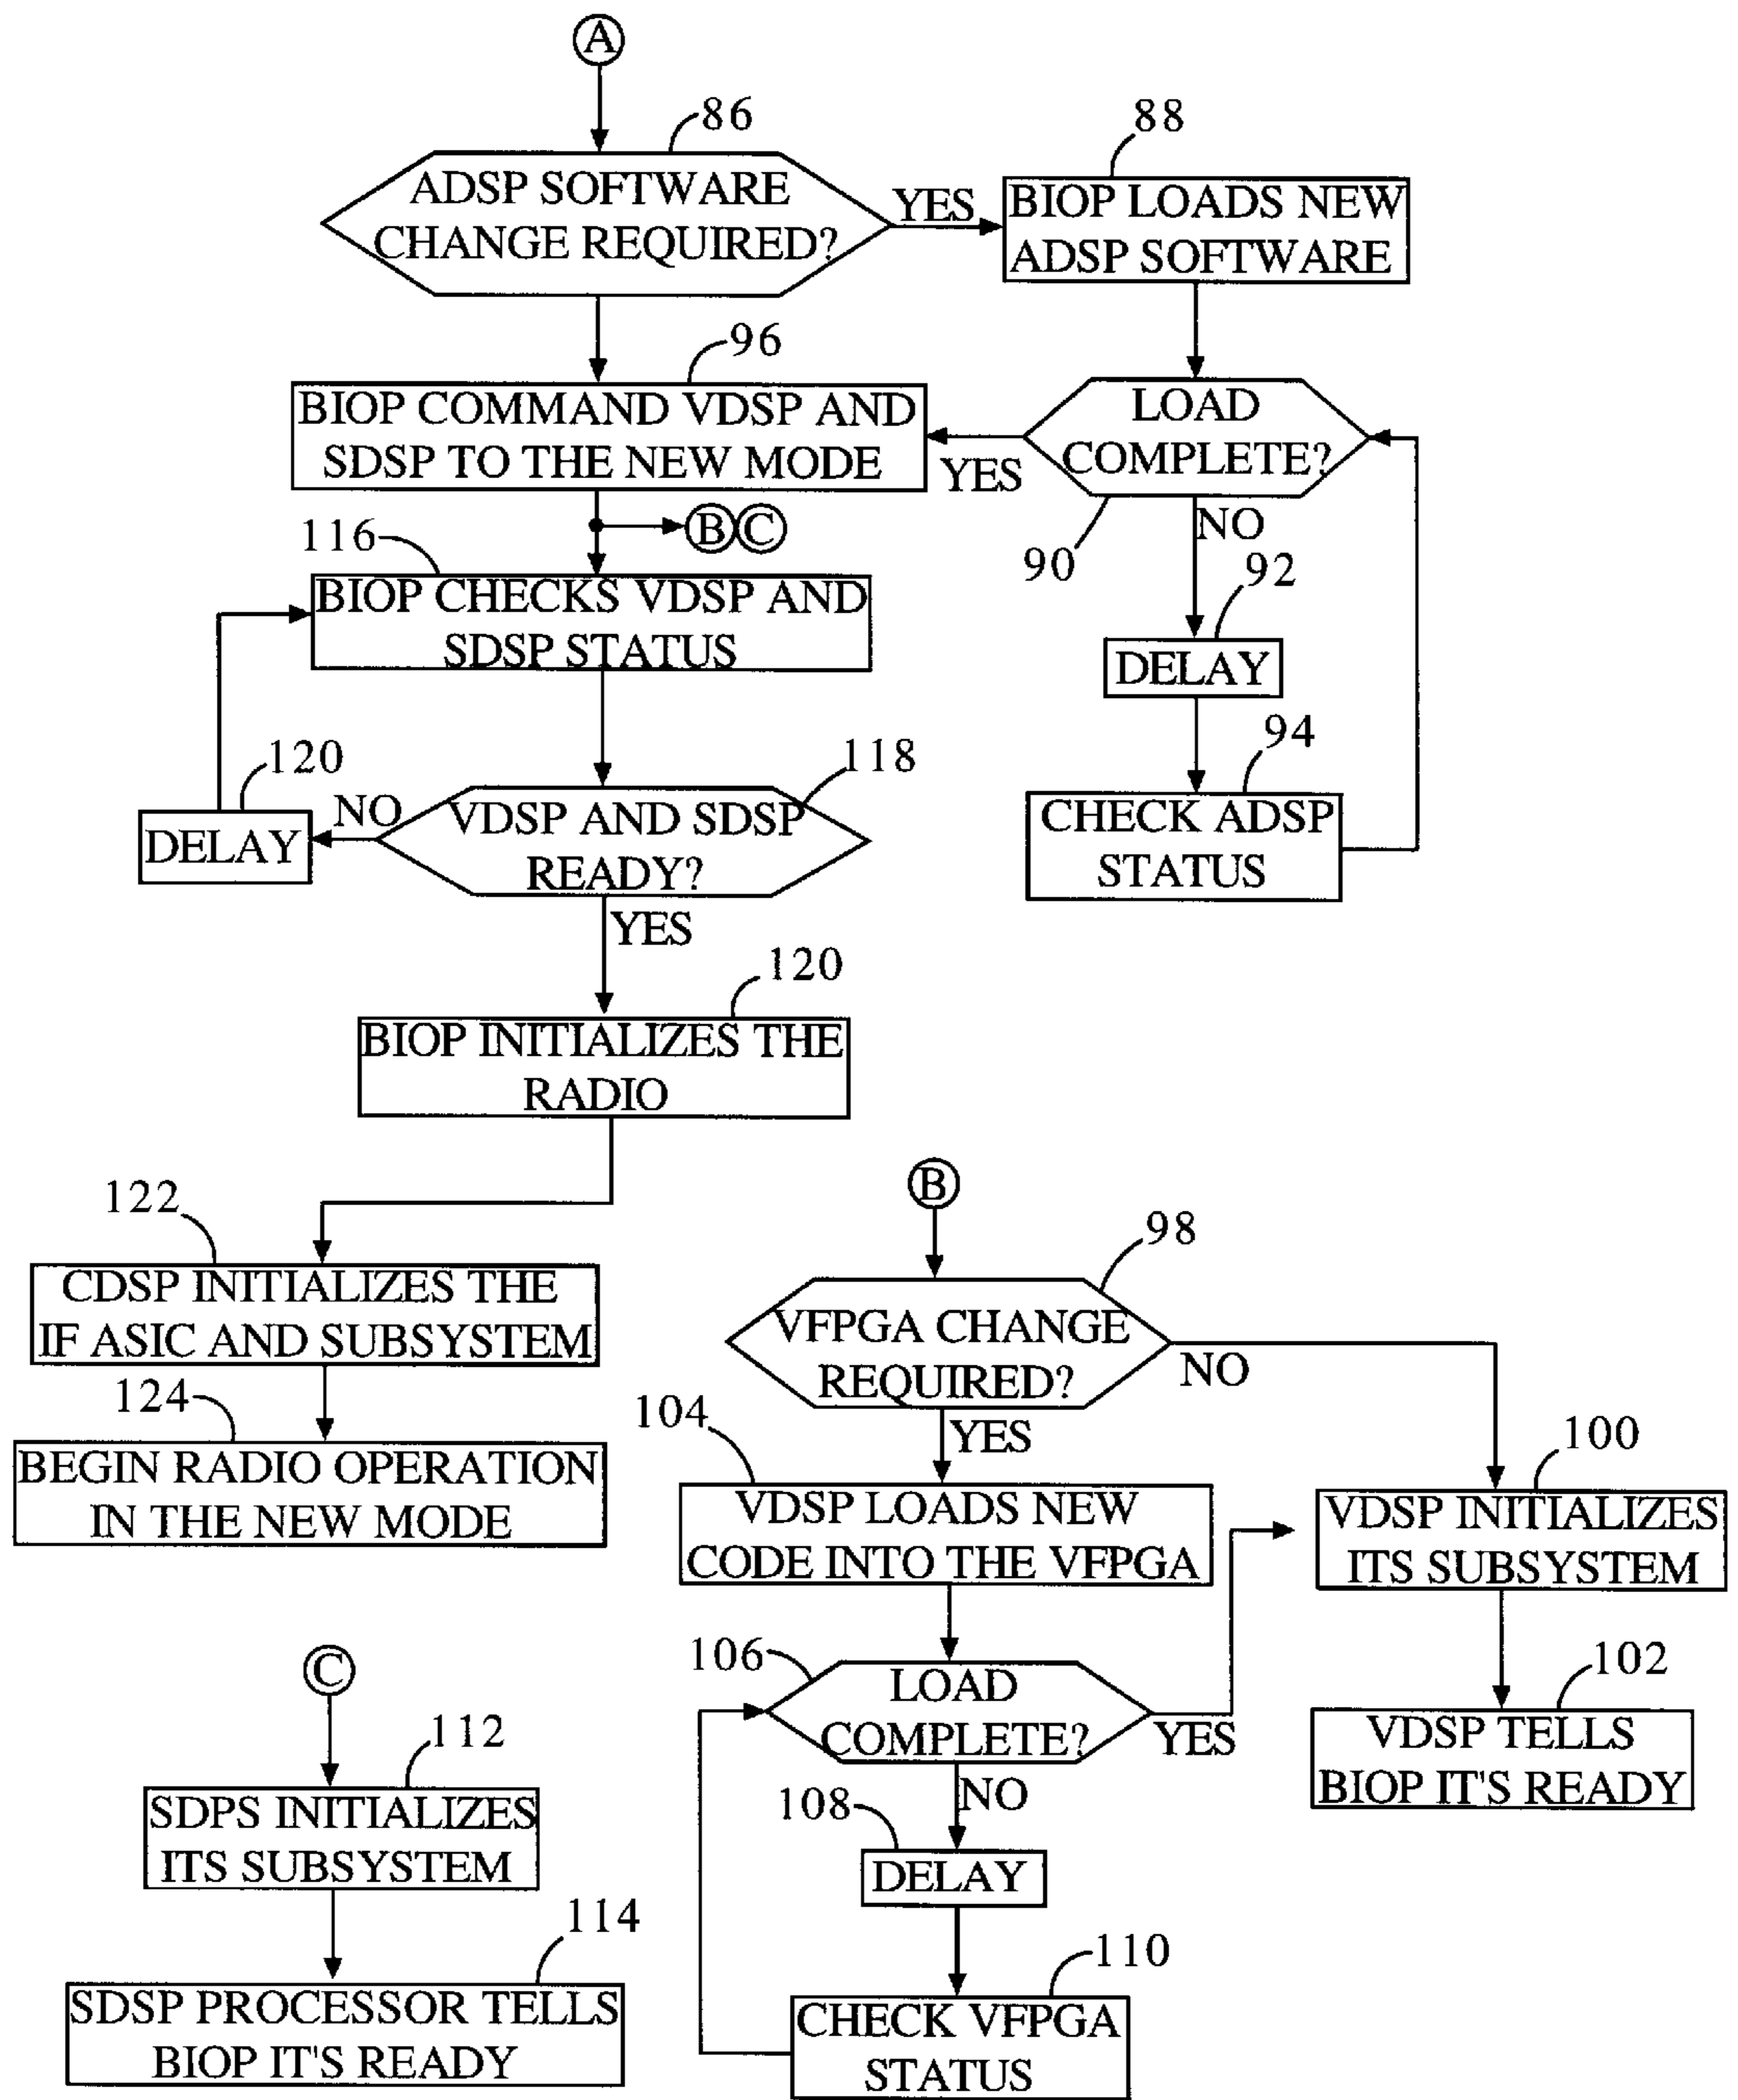 A
86
ADSP SOFTWARE
CHANGE REQUIRED?
YES
88
BIOP LOADS NEW
ADSP SOFTWARE
96
BIOP COMMAND VDSP AND
SDSP TO THE NEW MODE
YES
LOAD
COMPLETE?
90
NO
B C
116
BIOP CHECKS VDSP AND
SDSP STATUS
92
DELAY
94
CHECK ADSP
STATUS
120
DELAY
NO
118
VDSP AND SDSP
READY?
YES
120
BIOP INITIALIZES THE
RADIO
122
CDSP INITIALIZES THE
IF ASIC AND SUBSYSTEM
124
BEGIN RADIO OPERATION
IN THE NEW MODE
B
98
VFPGA CHANGE
REQUIRED?
NO
YES
104
VDSP LOADS NEW
CODE INTO THE VFPGA
100
VDSP INITIALIZES
ITS SUBSYSTEM
106
LOAD
COMPLETE?
YES
102
VDSP TELLS
BIOP IT'S READY
NO
108
DELAY
110
CHECK VFPGA
STATUS
C
112
SDPS INITIALIZES
ITS SUBSYSTEM
114
SDSP PROCESSOR TELLS
BIOP IT'S READY